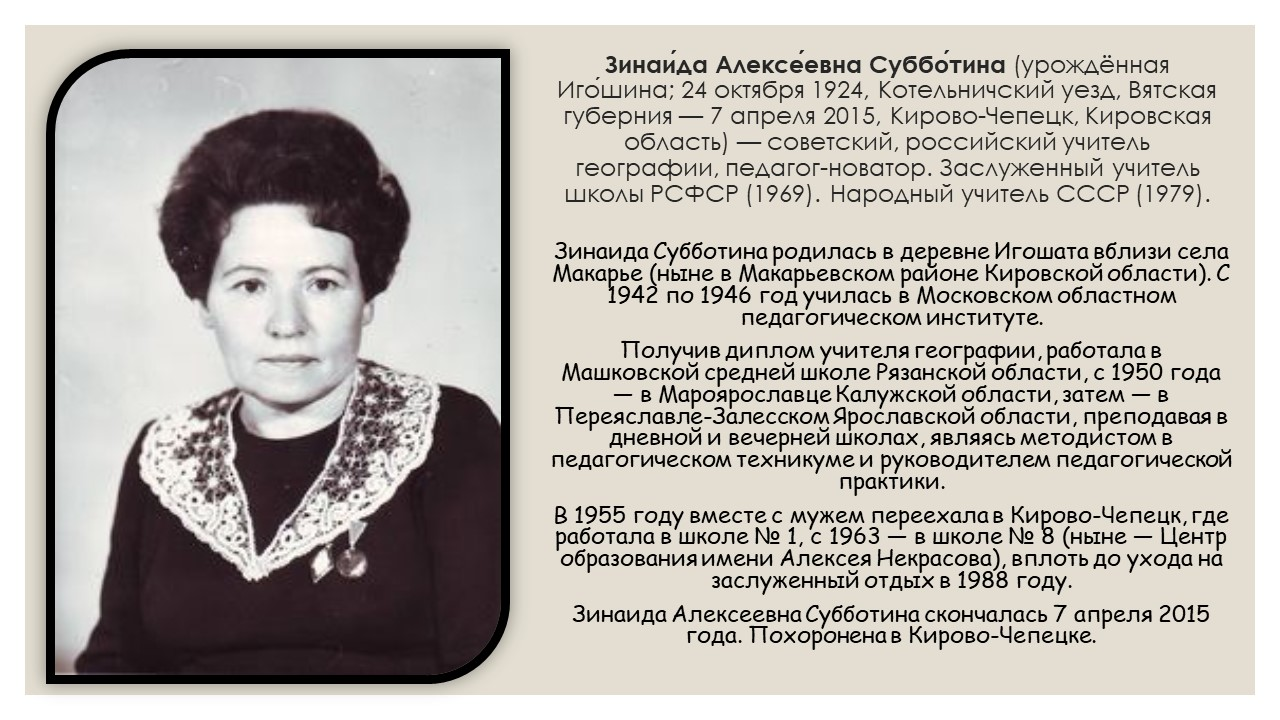 Зинаи́да Алексе́евна Суббо́тина (урождённая
Иго́шина; 24 октября 1924, Котельничский уезд, Вятская
губерния — 7 апреля 2015, Кирово-Чепецк, Кировская
область) — советский, российский учитель
географии, педагог-новатор. Заслуженный учитель
школы РСФСР (1969). Народный учитель СССР (1979).
Зинаида Субботина родилась в деревне Игошата вблизи села
Макарье (ныне в Макарьевском районе Кировской области). С
1942 по 1946 год училась в Московском областном
педагогическом институте.
Получив диплом учителя географии, работала в
Машковской средней школе Рязанской области, с 1950 года
— в Мароярославце Калужской области, затем — в
Переяславле-Залесском Ярославской области, преподавая в
дневной и вечерней школах, являясь методистом в
педагогическом техникуме и руководителем педагогической
практики.
В 1955 году вместе с мужем переехала в Кирово-Чепецк, где
работала в школе № 1, с 1963 — в школе № 8 (ныне — Центр
образования имени Алексея Некрасова), вплоть до ухода на
заслуженный отдых в 1988 году.
Зинаида Алексеевна Субботина скончалась 7 апреля 2015
года. Похоронена в Кирово-Чепецке.